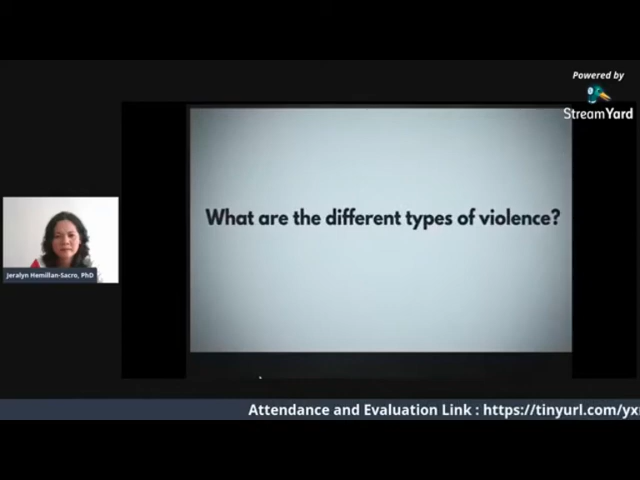 Powered by
StreamYard
What are the different types of violence?
Jeralyn Hemillan-Sacro, PhD
Attendance and Evaluation Link : https://tinyurl.com/yx